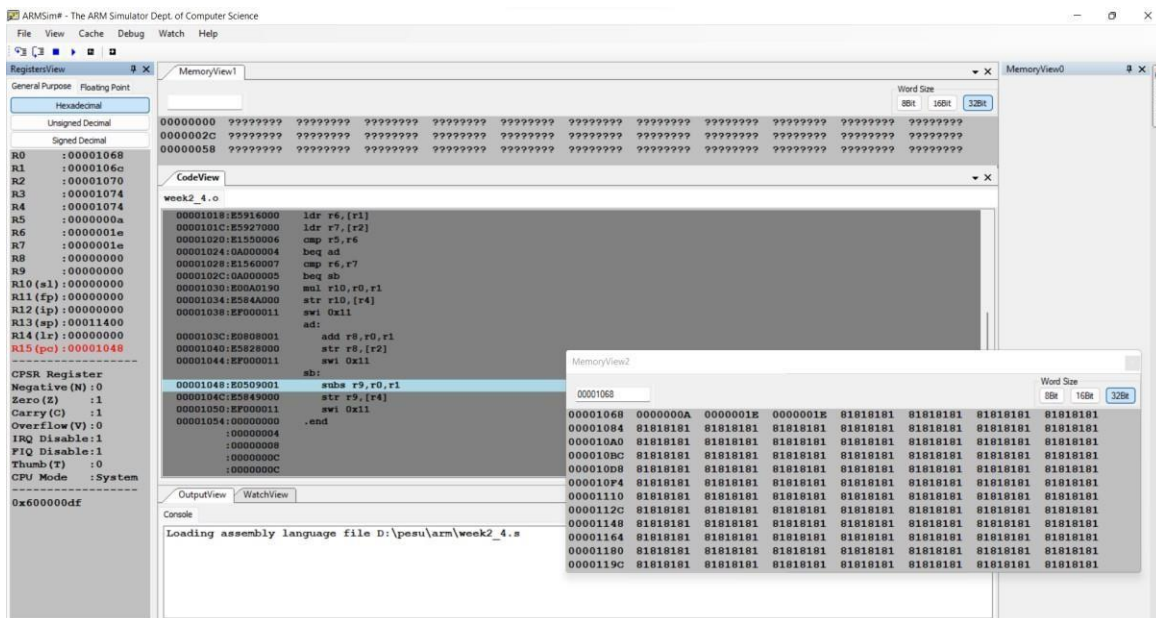 ARMSim# - The ARM Simulator Dept. of Computer Science
File View Cache Debug Watch Help
RegistersView
General Purpose Floating Point
Hexadecimal
Unsigned Decimal
Signed Decimal
R0 :00001068
R1 :0000106c
R2 :00001070
R3 :00001074
R4 :00001074
R5 :0000000a
R6 :0000001e
R7 :0000001e
R8 :00000000
R9 :00000000
R10(sl):00000000
R11(fp):00000000
R12(ip):00000000
R13(sp):00011400
R14(lr):00000000
R15(pc):00001048
CPSR Register
Negative(N):0
Zero(Z) :1
Carry(C) :1
Overflow(V):0
IRQ Disable:1
FIQ Disable:1
Thumb(T) :0
CPU Mode :System
0x600000df
MemoryView1
Word Size
8Bit 16Bit 32Bit
00000000 ???????? ???????? ???????? ???????? ???????? ???????? ???????? ???????? ???????? ???????? ????????
0000002C ???????? ???????? ???????? ???????? ???????? ???????? ???????? ???????? ???????? ???????? ????????
00000058 ???????? ???????? ???????? ???????? ???????? ???????? ???????? ???????? ???????? ???????? ????????
CodeView
week2_4.o
00001018:E5916000 ldr r6,[r1]
0000101C:E5927000 ldr r7,[r2]
00001020:E1550006 cmp r5,r6
00001024:0A000004 beq ad
00001028:E1560007 cmp r6,r7
0000102C:0A000005 beq sb
00001030:E00A0190 mul r10,r0,r1
00001034:E584A000 str r10,[r4]
00001038:EF000011 swi 0x11
ad:
0000103C:E0808001 add r8,r0,r1
00001040:E5828000 str r8,[r2]
00001044:EF000011 swi 0x11
sb:
00001048:E0509001 subs r9,r0,r1
0000104C:E5849000 str r9,[r4]
00001050:EF000011 swi 0x11
00001054:00000000 .end
:00000004
:00000008
:0000000C
:0000000C
OutputView WatchView
Console
Loading assembly language file D:\pesu\arm\week2_4.s
MemoryView0
MemoryView2
Word Size
00001068 8Bit 16Bit 32Bit
00001068 0000000A 0000001E 0000001E 81818181 81818181 81818181 81818181
00001084 81818181 81818181 81818181 81818181 81818181 81818181 81818181
000010A0 81818181 81818181 81818181 81818181 81818181 81818181 81818181
000010BC 81818181 81818181 81818181 81818181 81818181 81818181 81818181
000010D8 81818181 81818181 81818181 81818181 81818181 81818181 81818181
000010F4 81818181 81818181 81818181 81818181 81818181 81818181 81818181
00001110 81818181 81818181 81818181 81818181 81818181 81818181 81818181
0000112C 81818181 81818181 81818181 81818181 81818181 81818181 81818181
00001148 81818181 81818181 81818181 81818181 81818181 81818181 81818181
00001164 81818181 81818181 81818181 81818181 81818181 81818181 81818181
00001180 81818181 81818181 81818181 81818181 81818181 81818181 81818181
0000119C 81818181 81818181 81818181 81818181 81818181 81818181 81818181